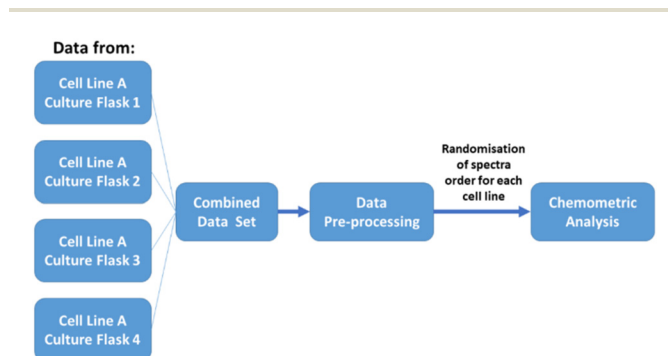 Data from:
Cell Line A
Culture Flask 1
Cell Line A
Culture Flask 2
Cell Line A
Culture Flask 3
Cell Line A
Culture Flask 4
Combined
Data Set
Data
Pre-processing
Randomisation
of spectra
order for each
cell line
Chemometric
Analysis